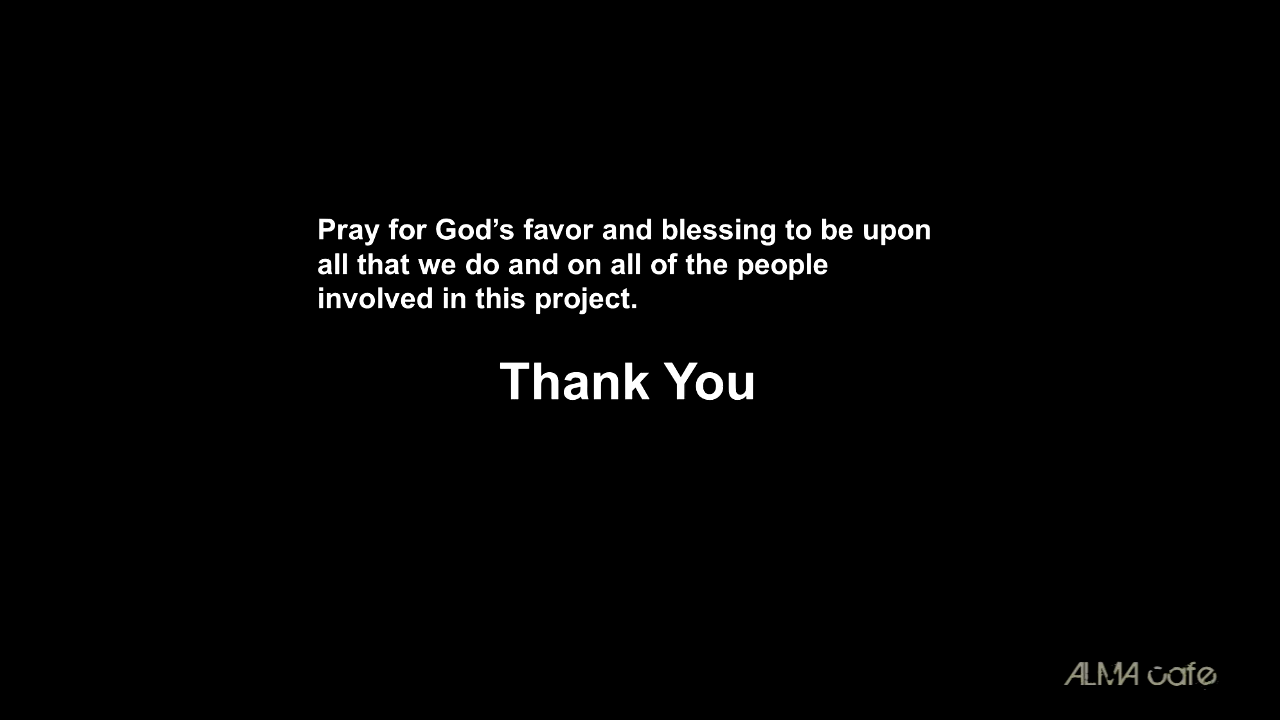 Pray for God’s favor and blessing to be upon
all that we do and on all of the people
involved in this project.
Thank You
ALMA cafe